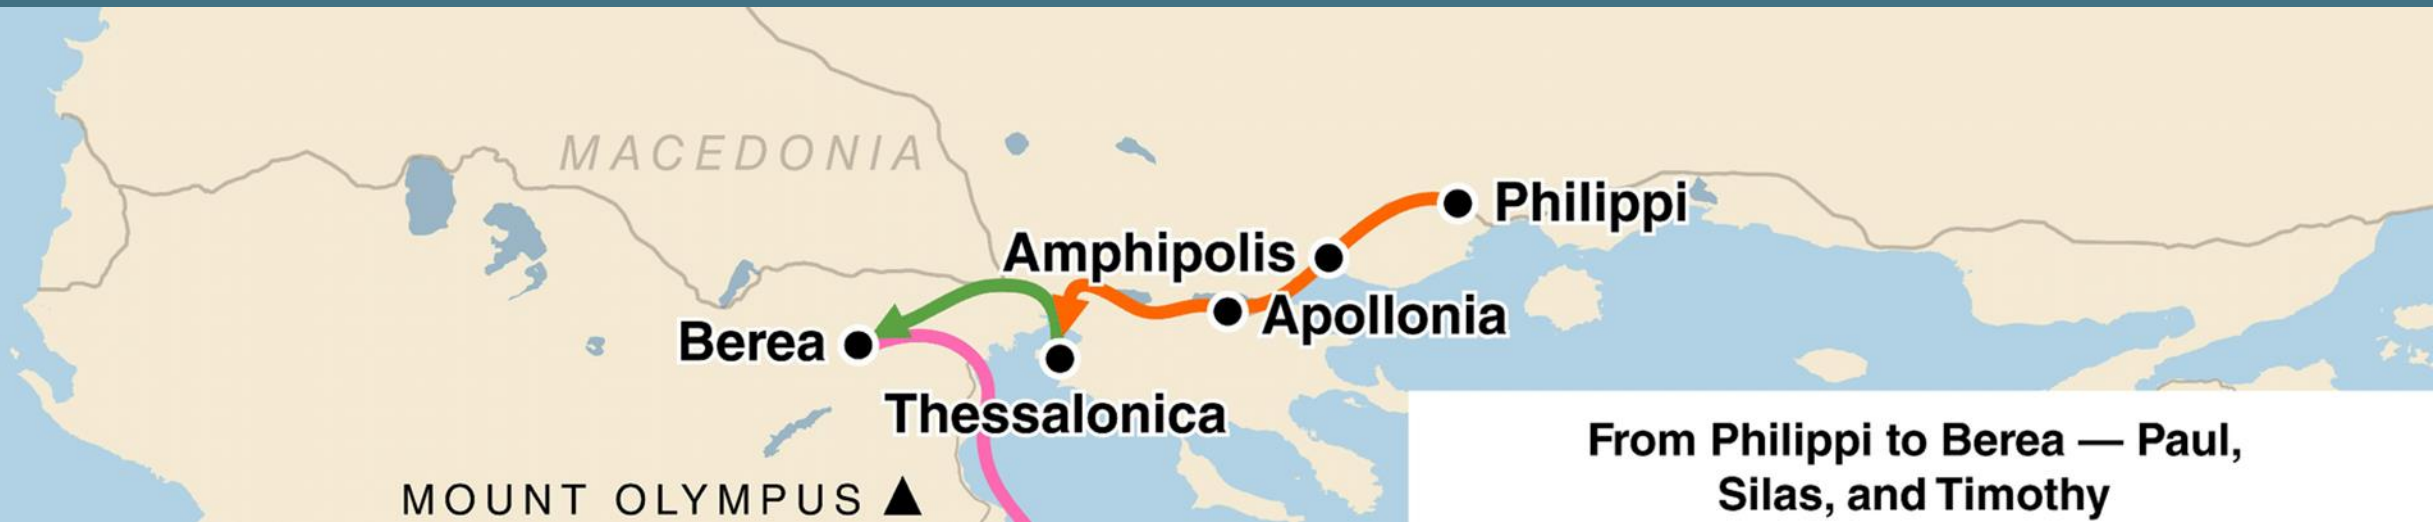 MACEDONIA
Philippi
Amphipolis
Apollonia
Berea
Thessalonica
MOUNT OLYMPUS
From Philippi to Berea — Paul,
Silas, and Timothy